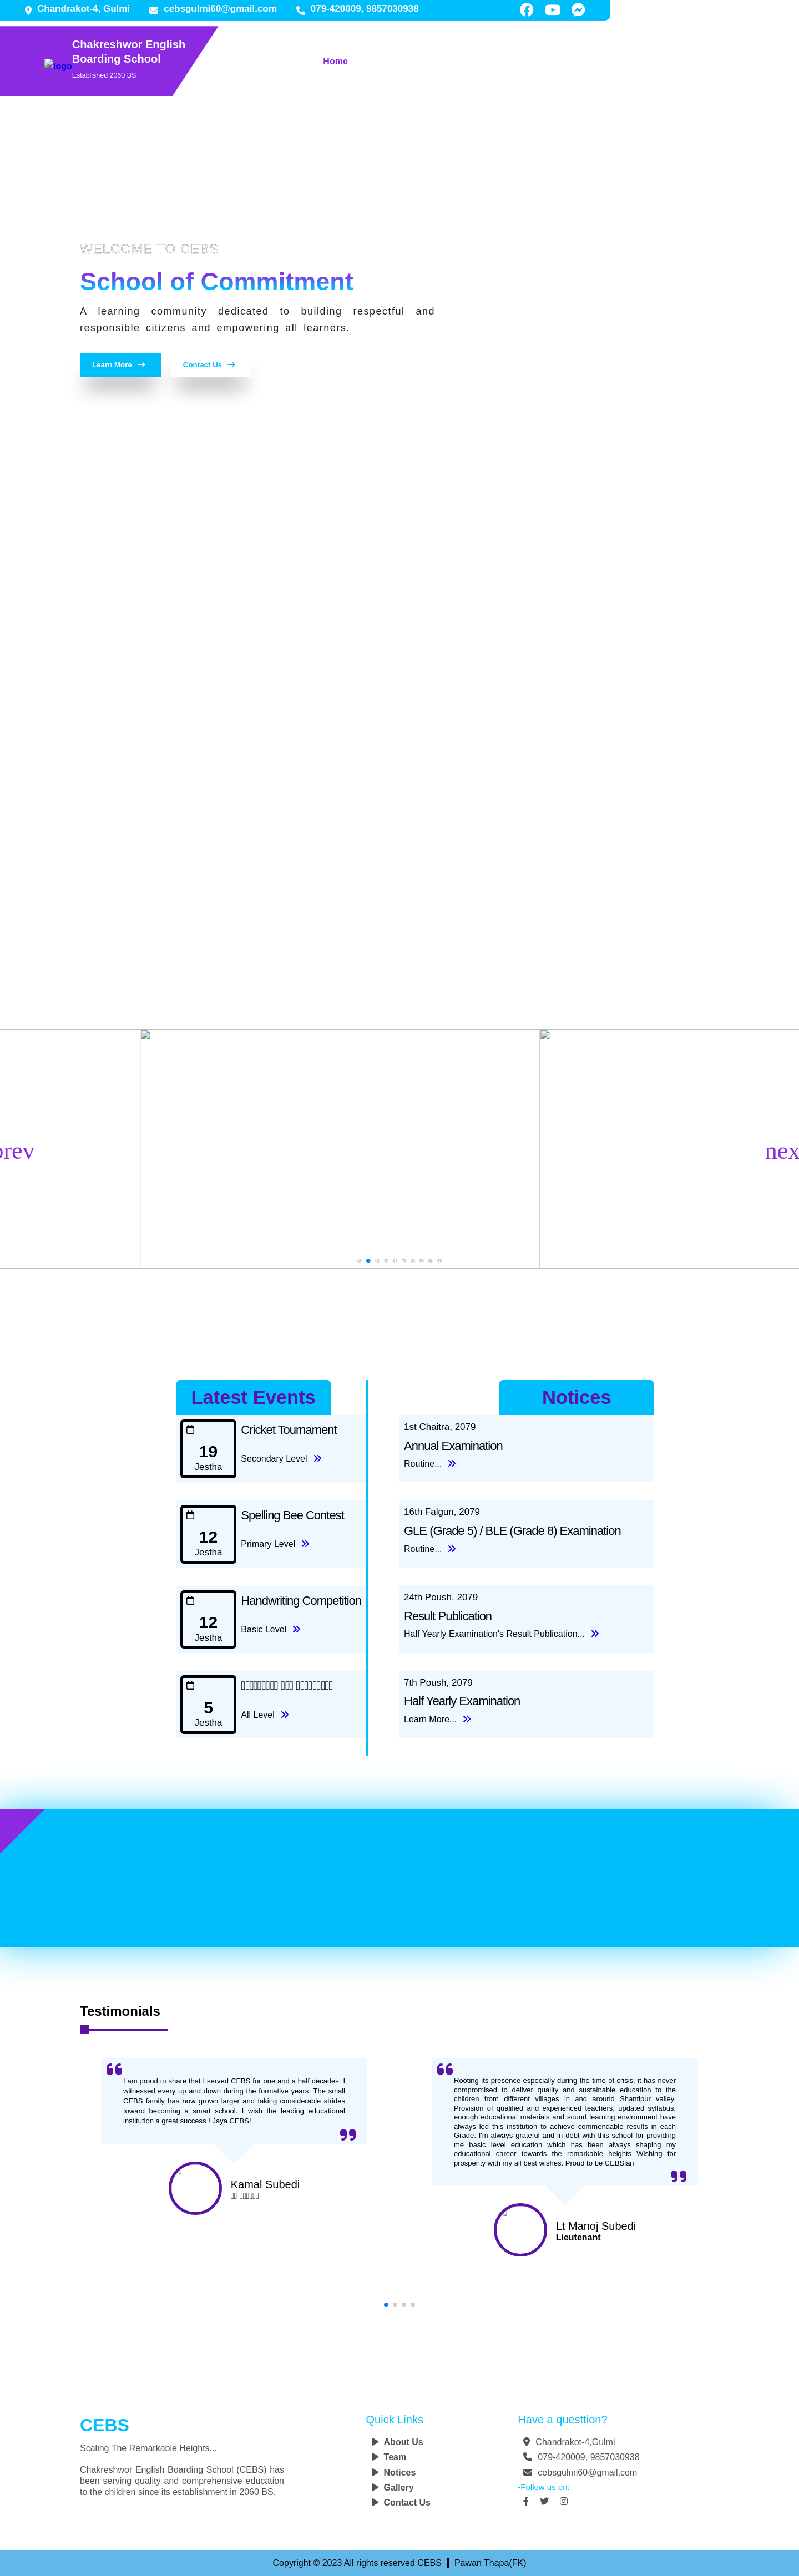 Chandrakot-4, Gulmi
cebsgulmi60@gmail.com
079-420009, 9857030938
logo
Chakreshwor English
Boarding School
Established 2060 BS
Home
WELCOME TO CEBS
School of Commitment
A learning community dedicated to building respectful and
responsible citizens and empowering all learners.
Learn More
Contact Us
prev
nex
Latest Events
19
Jestha
Cricket Tournament
Secondary Level
12
Jestha
Spelling Bee Contest
Primary Level
12
Jestha
Handwriting Competition
Basic Level
5
Jestha
All Level
Notices
1st Chaitra, 2079
Annual Examination
Routine...
16th Falgun, 2079
GLE (Grade 5) / BLE (Grade 8) Examination
Routine...
24th Poush, 2079
Result Publication
Half Yearly Examination's Result Publication...
7th Poush, 2079
Half Yearly Examination
Learn More...
Testimonials
I am proud to share that I served CEBS for one and a half decades. I
witnessed every up and down during the formative years. The small
CEBS family has now grown larger and taking considerable strides
toward becoming a smart school. I wish the leading educational
institution a great success ! Jaya CEBS!
Kamal Subedi
Rooting its presence especially during the time of crisis, it has never
compromised to deliver quality and sustainable education to the
children from different villages in and around Shantipur valley.
Provision of qualified and experienced teachers, updated syllabus,
enough educational materials and sound learning environment have
always led this institution to achieve commendable results in each
Grade. I'm always grateful and in debt with this school for providing
me basic level education which has been always shaping my
educational career towards the remarkable heights Wishing for
prosperity with my all best wishes. Proud to be CEBSian
Lt Manoj Subedi
Lieutenant
CEBS
Scaling The Remarkable Heights...
Chakreshwor English Boarding School (CEBS) has
been serving quality and comprehensive education
to the children since its establishment in 2060 BS.
Quick Links
About Us
Team
Notices
Gallery
Contact Us
Have a questtion?
Chandrakot-4,Gulmi
079-420009, 9857030938
cebsgulmi60@gmail.com
-Follow us on:
Copyright © 2023 All rights reserved CEBS | Pawan Thapa(FK)